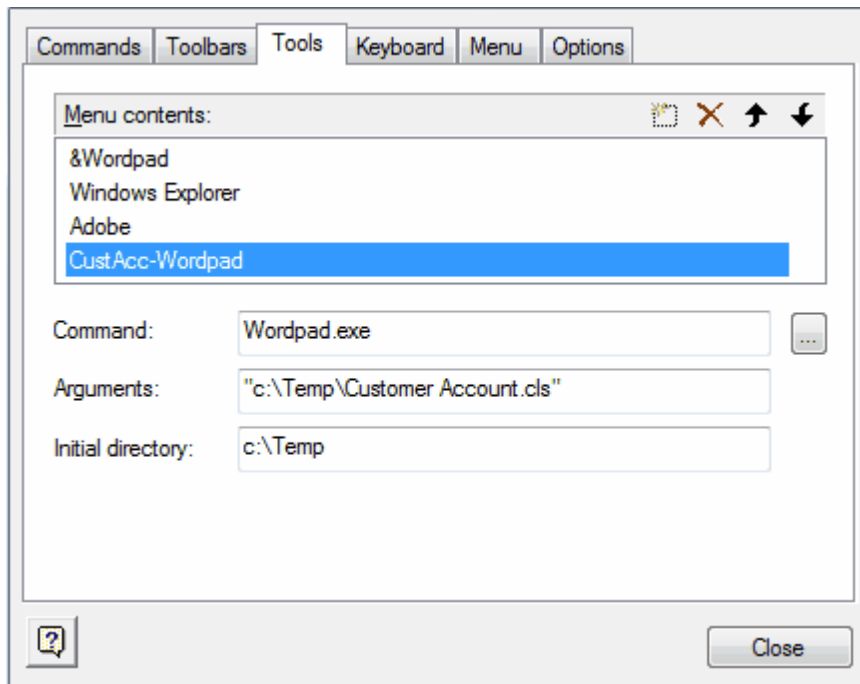 Commands Toolbars Tools Keyboard Menu Options
Menu contents:
&Wordpad
Windows Explorer
Adobe
CustAcc-Wordpad
Command: Wordpad.exe ...
Arguments: "c:\Temp\Customer Account.cls"
Initial directory: c:\Temp
? Close